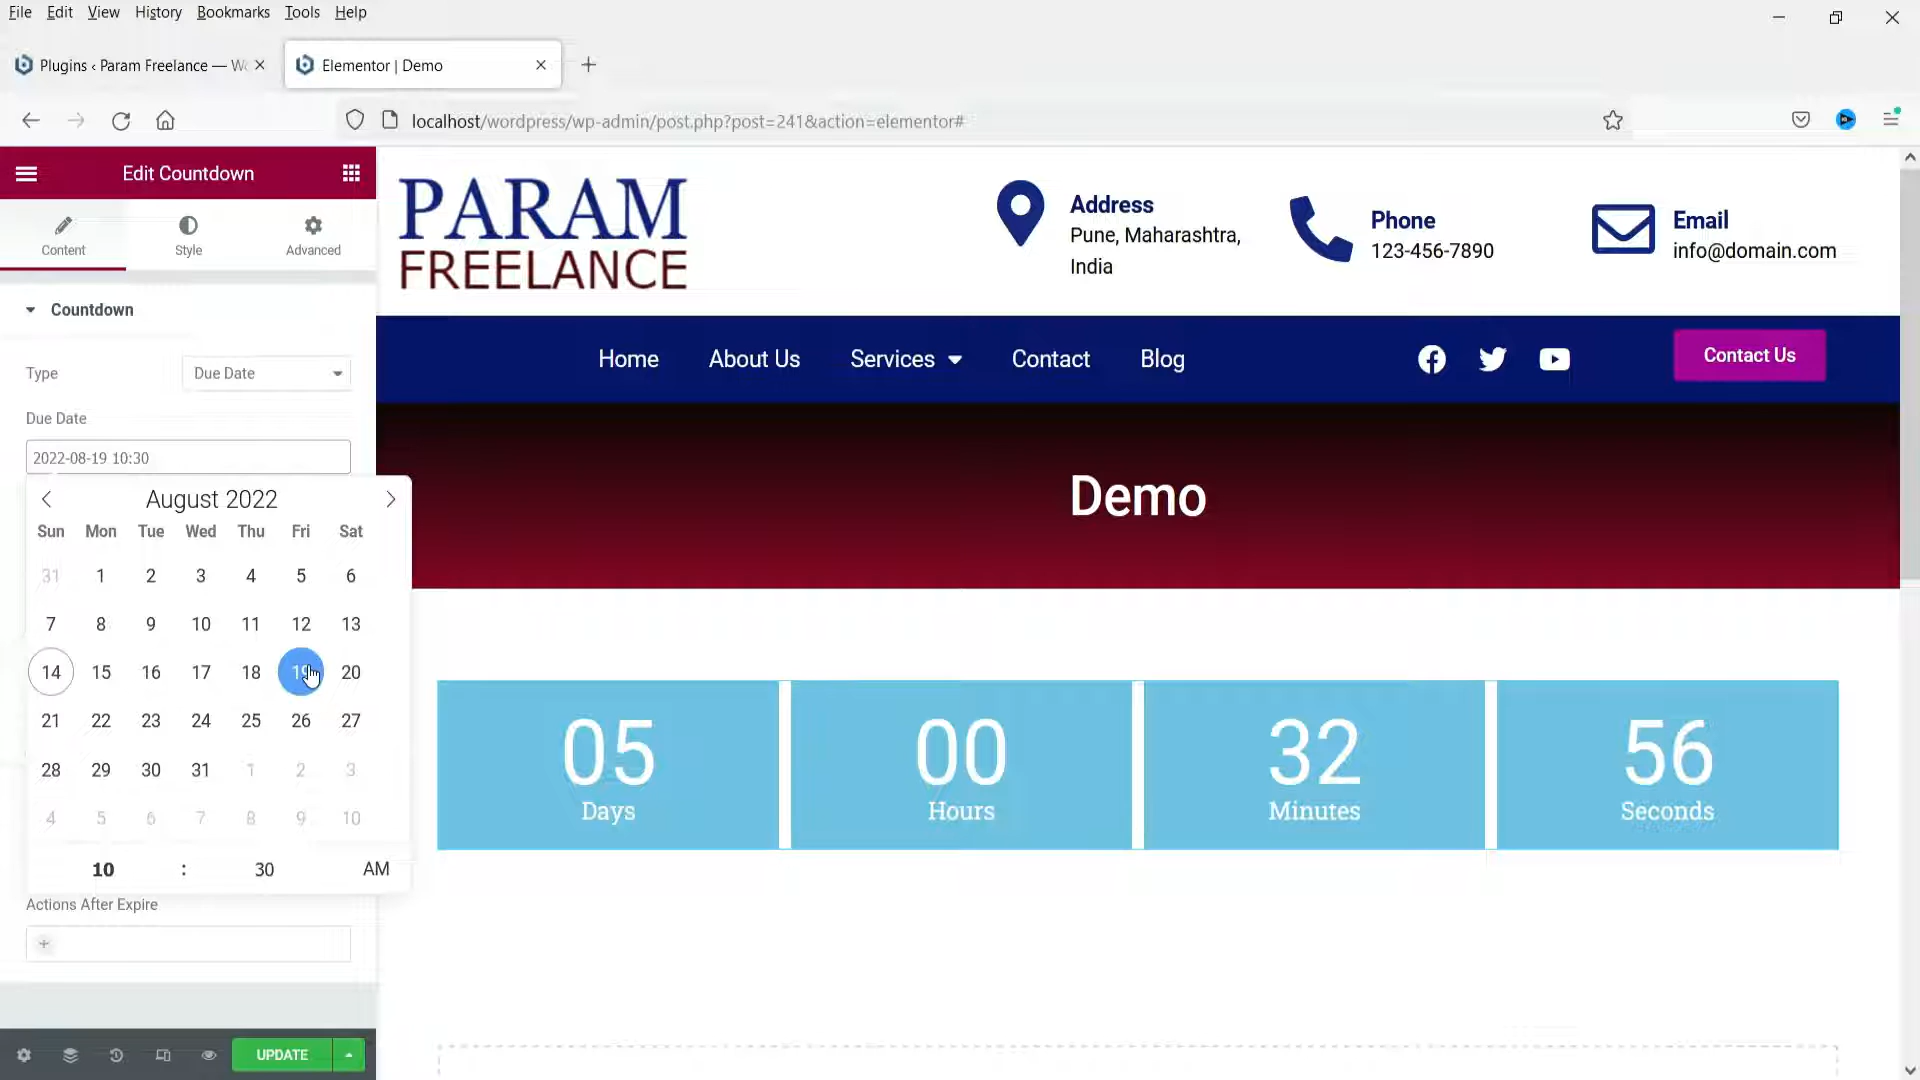 File Edit View History Bookmarks Tools Help
Plugins ‹ Param Freelance — Wo
Elementor | Demo
localhost/wordpress/wp-admin/post.php?post=241&action=elementor#
Edit Countdown
Content Style Advanced
Countdown
Type Due Date
Due Date
2022-08-19 10:30
August 2022
Sun Mon Tue Wed Thu Fri Sat
31 1 2 3 4 5 6
7 8 9 10 11 12 13
14 15 16 17 18 19 20
21 22 23 24 25 26 27
28 29 30 31 1 2 3
4 5 6 7 8 9 10
10 : 30 AM
Actions After Expire
+
UPDATE
PARAM
FREELANCE
Address
Pune, Maharashtra,
India
Phone
123-456-7890
Email
info@domain.com
Home About Us Services Contact Blog
Contact Us
Demo
05 00 32 56
Days Hours Minutes Seconds